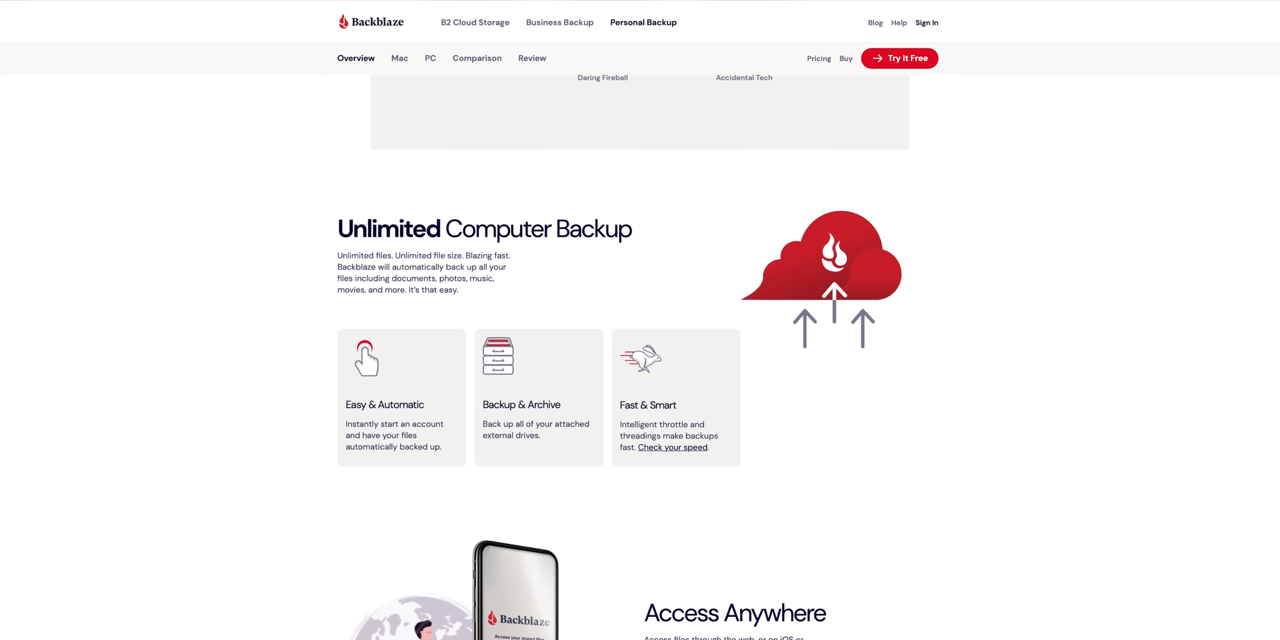 Backblaze
B2 Cloud Storage
Business Backup
Personal Backup
Blog
Help
Sign In
Overview
Mac
PC
Comparison
Review
Pricing
Buy
Try It Free
Daring Fireball
Accidental Tech
Unlimited Computer Backup
Unlimited files. Unlimited file size. Blazing fast.
Backblaze will automatically back up all your
files including documents, photos, music,
movies, and more. It’s that easy.
Easy & Automatic
Instantly start an account
and have your files
automatically backed up.
Backup & Archive
Back up all of your attached
external drives.
Fast & Smart
Intelligent throttle and
threadings make backups
fast. Check your speed.
Backblaze
Access your stored files
Access Anywhere
Access files through the web, or on iOS or